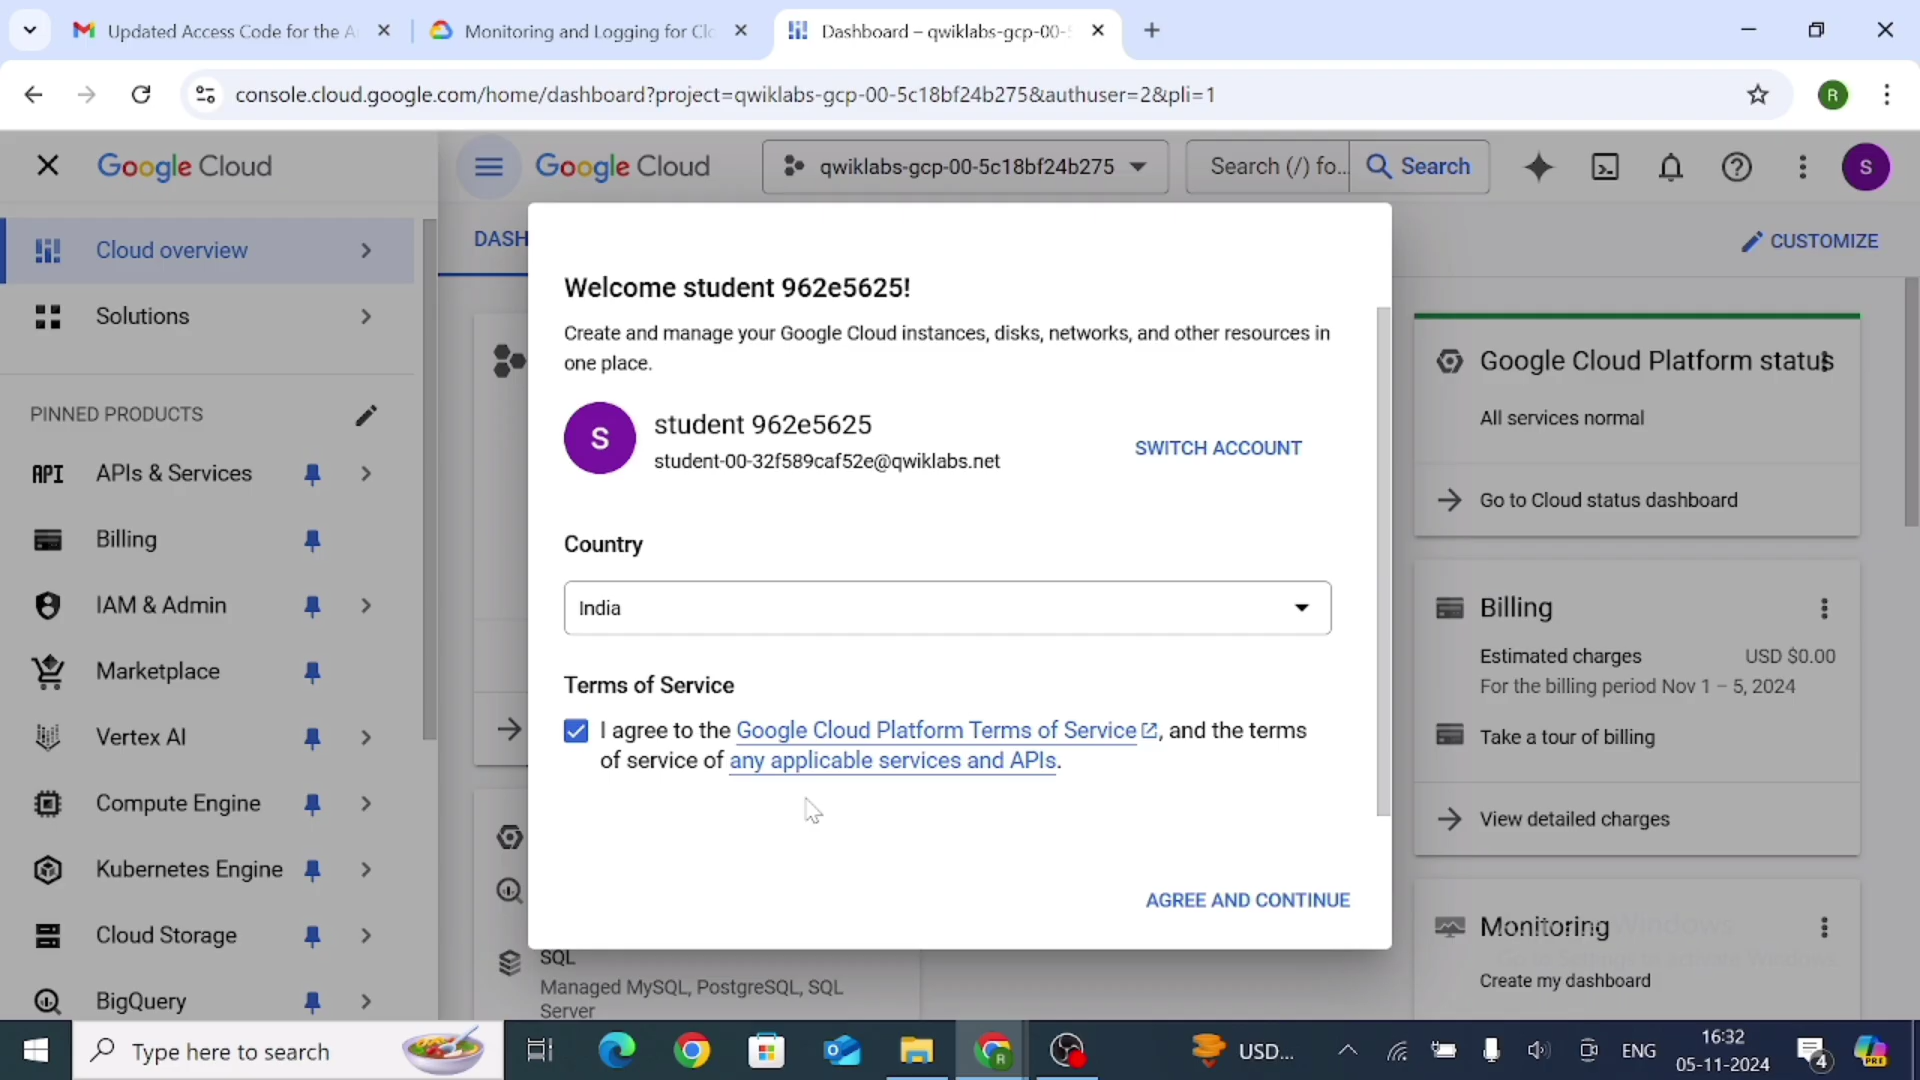 Updated Access Code for the A
Monitoring and Logging for Clo
Dashboard – qwiklabs-gcp-00-5
console.cloud.google.com/home/dashboard?project=qwiklabs-gcp-00-5c18bf24b275&authuser=2&pli=1
R
Google Cloud
Google Cloud
qwiklabs-gcp-00-5c18bf24b275
Search (/) fo...
Search
S
Cloud overview
DASH
CUSTOMIZE
Solutions
PINNED PRODUCTS
API APIs & Services
Billing
IAM & Admin
Marketplace
Vertex AI
Compute Engine
Kubernetes Engine
Cloud Storage
BigQuery
Welcome student 962e5625!
Create and manage your Google Cloud instances, disks, networks, and other resources in
one place.
S
student 962e5625
student-00-32f589caf52e@qwiklabs.net
SWITCH ACCOUNT
Country
India
Terms of Service
I agree to the Google Cloud Platform Terms of Service, and the terms
of service of any applicable services and APIs.
AGREE AND CONTINUE
SQL
Managed MySQL, PostgreSQL, SQL
Server
Google Cloud Platform status
All services normal
Go to Cloud status dashboard
Billing
Estimated charges USD $0.00
For the billing period Nov 1 – 5, 2024
Take a tour of billing
View detailed charges
Monitoring
Create my dashboard
Type here to search
R
USD...
ENG
16:32
05-11-2024
4
PRE